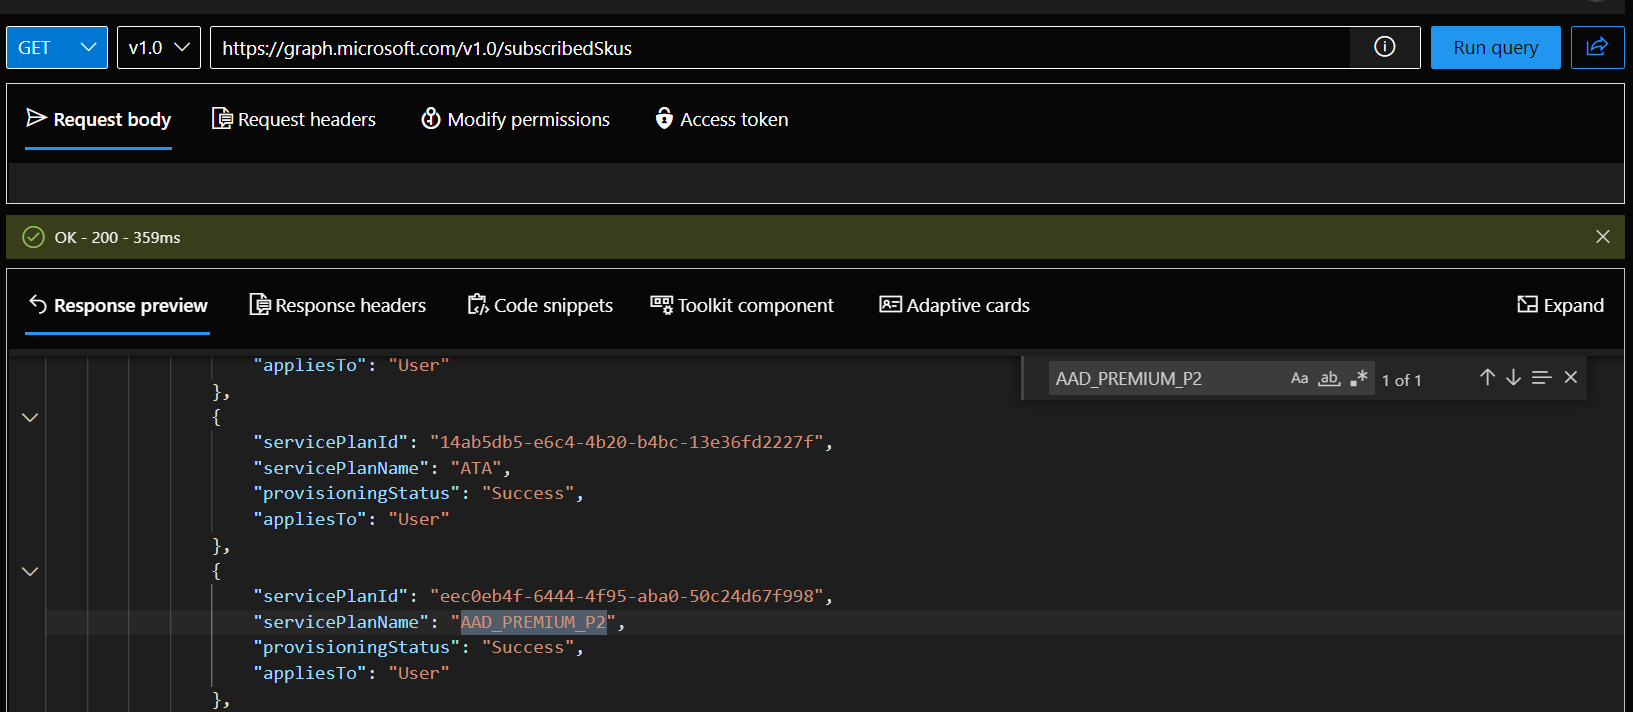 GET v1.0 https://graph.microsoft.com/v1.0/subscribedSkus Run query
Request body Request headers Modify permissions Access token
OK - 200 - 359ms
Response preview Response headers Code snippets Toolkit component Adaptive cards Expand
"appliesTo": "User"
AAD_PREMIUM_P2 Aa ab .* 1 of 1
},
{
"servicePlanId": "14ab5db5-e6c4-4b20-b4bc-13e36fd2227f",
"servicePlanName": "ATA",
"provisioningStatus": "Success",
"appliesTo": "User"
},
{
"servicePlanId": "eec0eb4f-6444-4f95-aba0-50c24d67f998",
"servicePlanName": "AAD_PREMIUM_P2",
"provisioningStatus": "Success",
"appliesTo": "User"
},